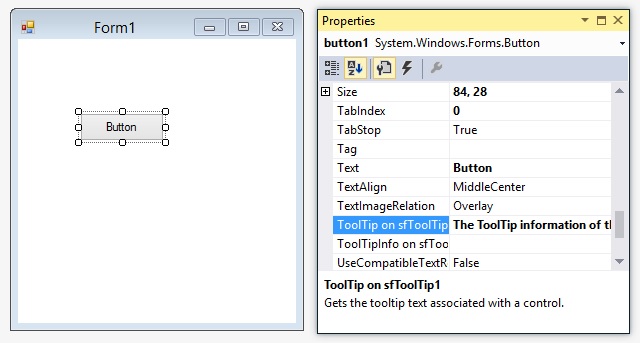 Form1
Button
Properties
button1 System.Windows.Forms.Button
Size 84, 28
TabIndex 0
TabStop True
Tag
Text Button
TextAlign MiddleCenter
TextImageRelation Overlay
ToolTip on sfToolTip The ToolTip information of th
ToolTipInfo on sfToo
UseCompatibleTextR False
ToolTip on sfToolTip1
Gets the tooltip text associated with a control.